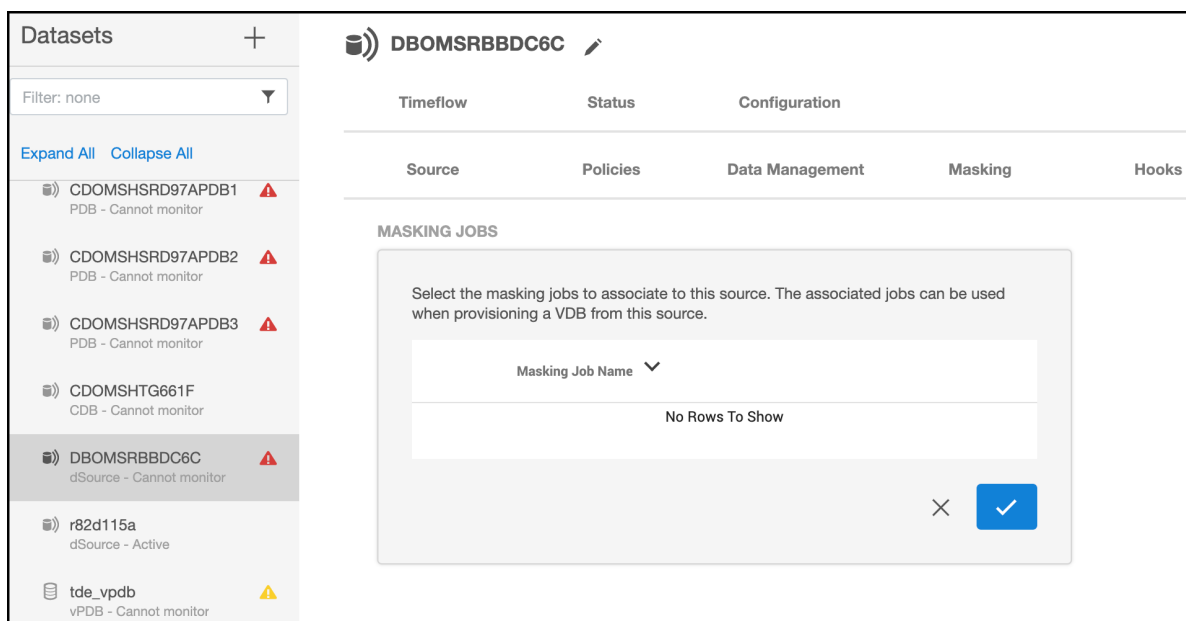 Datasets
Filter: none
Expand All Collapse All
CDOMSHSRD97APDB1
PDB - Cannot monitor
CDOMSHSRD97APDB2
PDB - Cannot monitor
CDOMSHSRD97APDB3
PDB - Cannot monitor
CDOMSHTG661F
CDB - Cannot monitor
DBOMSRBBDC6C
dSource - Cannot monitor
r82d115a
dSource - Active
tde_vpdb
vPDB - Cannot monitor
DBOMSRBBDC6C
Timeflow Status Configuration
Source Policies Data Management Masking Hooks
MASKING JOBS
Select the masking jobs to associate to this source. The associated jobs can be used
when provisioning a VDB from this source.
Masking Job Name
No Rows To Show